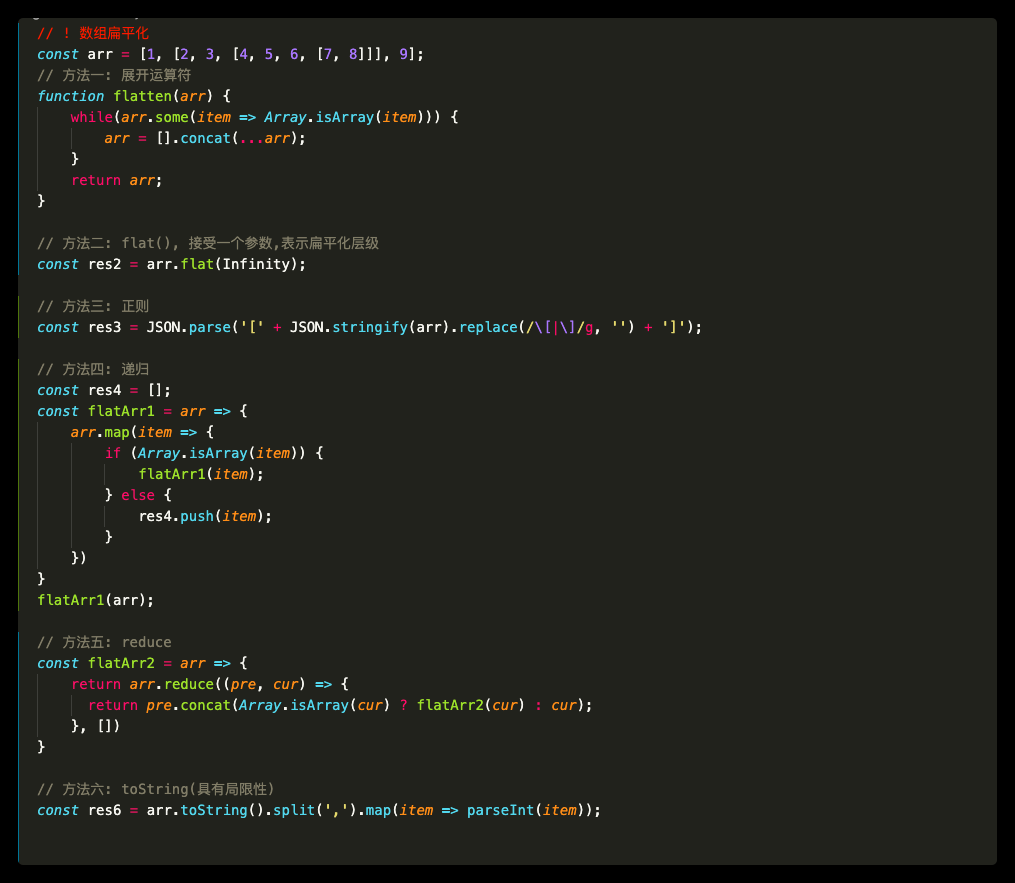 // ! 数组扁平化
const arr = [1, [2, 3, [4, 5, 6, [7, 8]]], 9];
// 方法一: 展开运算符
function flatten(arr) {
    while(arr.some(item => Array.isArray(item))) {
        arr = [].concat(...arr);
    }
    return arr;
}

// 方法二: flat(), 接受一个参数,表示扁平化层级
const res2 = arr.flat(Infinity);

// 方法三: 正则
const res3 = JSON.parse('[' + JSON.stringify(arr).replace(/\[|\]/g, '') + ']');

// 方法四: 递归
const res4 = [];
const flatArr1 = arr => {
    arr.map(item => {
        if (Array.isArray(item)) {
            flatArr1(item);
        } else {
            res4.push(item);
        }
    })
}
flatArr1(arr);

// 方法五: reduce
const flatArr2 = arr => {
    return arr.reduce((pre, cur) => {
      return pre.concat(Array.isArray(cur) ? flatArr2(cur) : cur);
    }, [])
}

// 方法六: toString(具有局限性)
const res6 = arr.toString().split(',').map(item => parseInt(item));